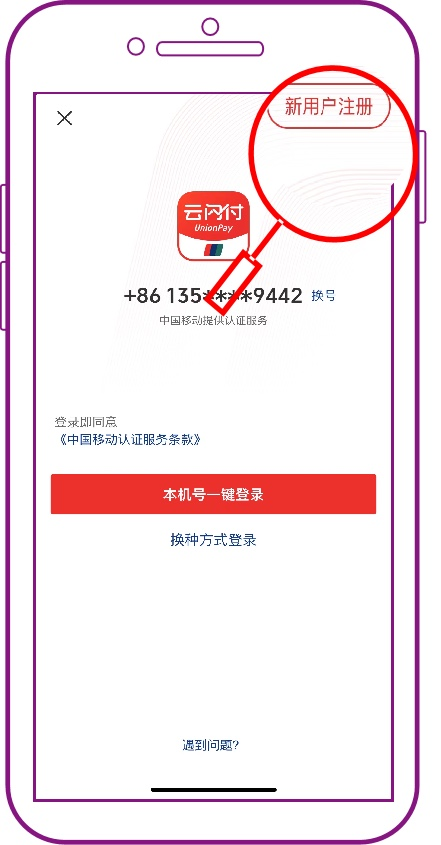 新用户注册
云闪付
UnionPay
+86 135****9442 换号
中国移动提供认证服务
登录即同意
《中国移动认证服务条款》
本机号一键登录
换种方式登录
遇到问题?